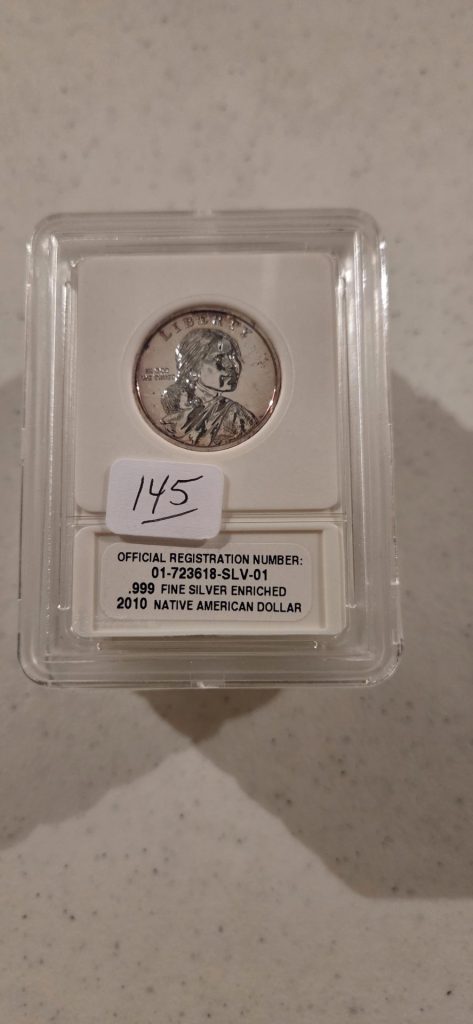 LIBERTY
IN GOD
WE TRUST
145
OFFICIAL REGISTRATION NUMBER:
01-723618-SLV-01
.999 FINE SILVER ENRICHED
2010 NATIVE AMERICAN DOLLAR